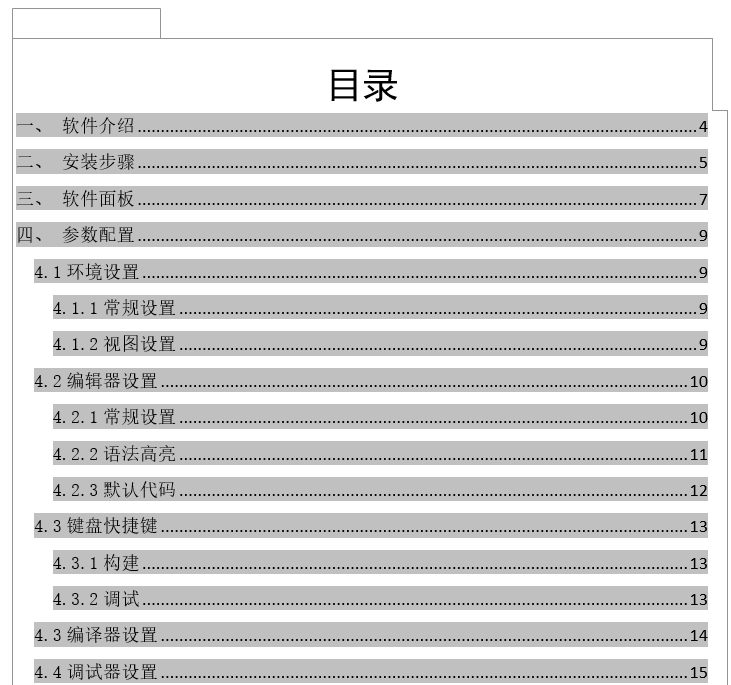 目录
一、 软件介绍........................4
二、 安装步骤........................5
三、 软件面板........................7
四、 参数配置........................9
4.1环境设置........................9
4.1.1常规设置........................9
4.1.2视图设置........................9
4.2编辑器设置........................10
4.2.1常规设置........................10
4.2.2语法高亮........................11
4.2.3默认代码........................12
4.3键盘快捷键........................13
4.3.1构建........................13
4.3.2调试........................13
4.3编译器设置........................14
4.4调试器设置........................15